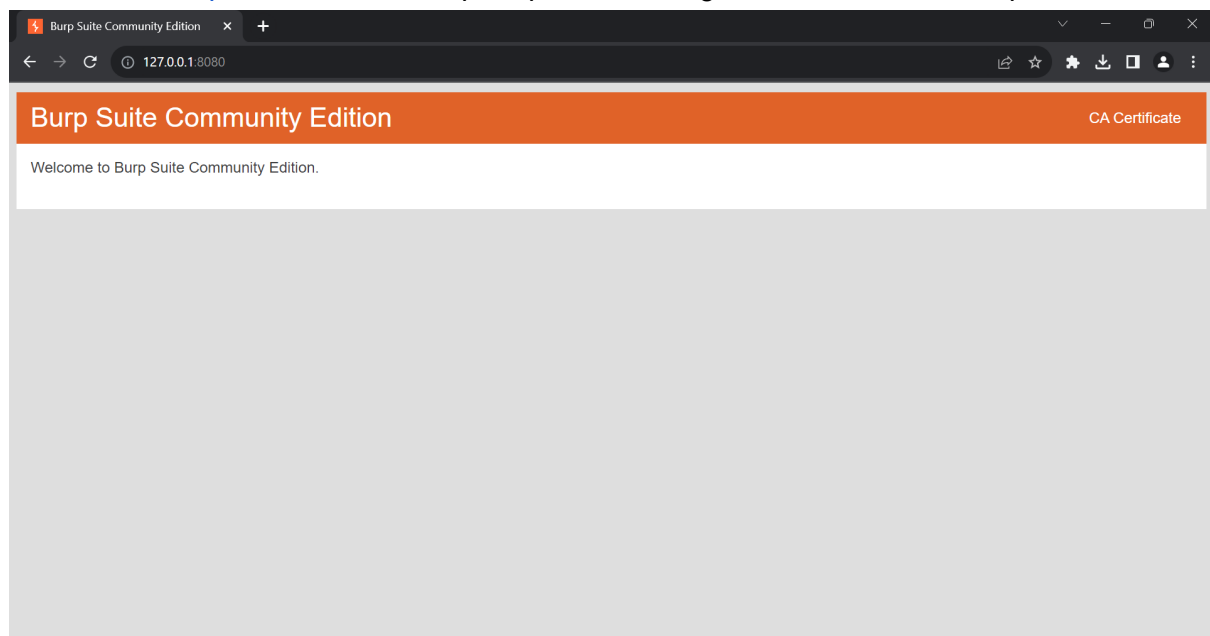 Burp Suite Community Edition
127.0.0.1:8080
Burp Suite Community Edition
CA Certificate
Welcome to Burp Suite Community Edition.